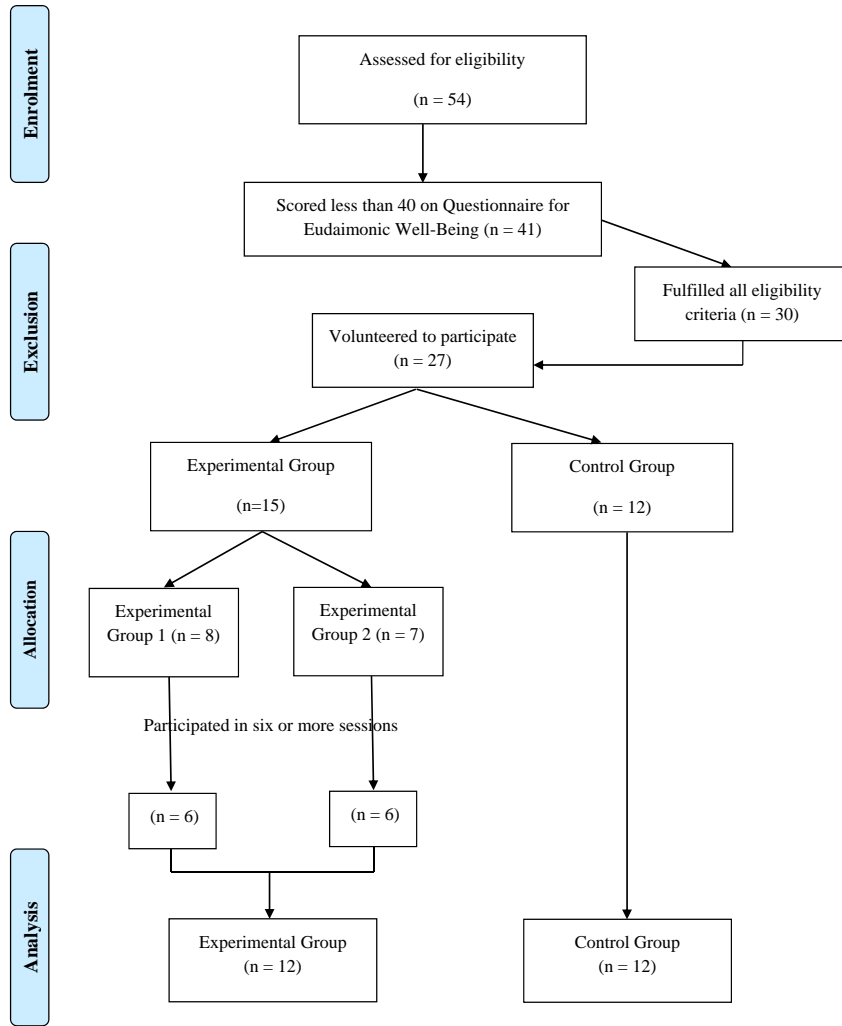 Enrolment
Assessed for eligibility
(n = 54)
Scored less than 40 on Questionnaire for
Eudaimonic Well-Being (n = 41)
Exclusion
Fulfilled all eligibility
criteria (n = 30)
Volunteered to participate
(n = 27)
Experimental Group
(n=15)
Control Group
(n = 12)
Allocation
Experimental
Group 1 (n = 8)
Experimental
Group 2 (n = 7)
Participated in six or more sessions
(n = 6)
(n = 6)
Analysis
Experimental Group
(n = 12)
Control Group
(n = 12)